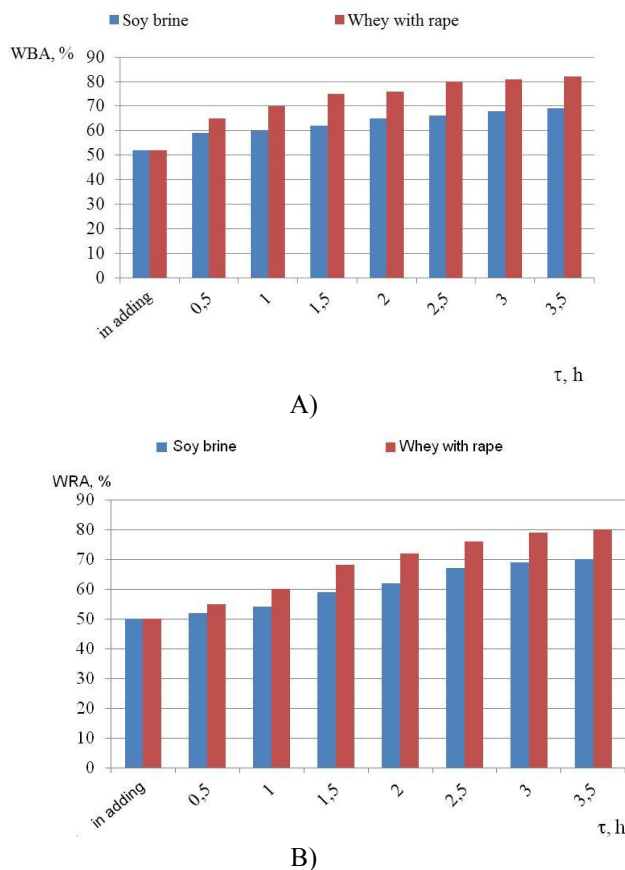 Soy brine Whey with rape
WBA, %
90
80
70
60
50
40
30
20
10
0
in adding 0,5 1 1,5 2 2,5 3 3,5
τ, h
A)
Soy brine Whey with rape
WRA, %
90
80
70
60
50
40
30
20
10
0
in adding 0,5 1 1,5 2 2,5 3 3,5
τ, h
B)